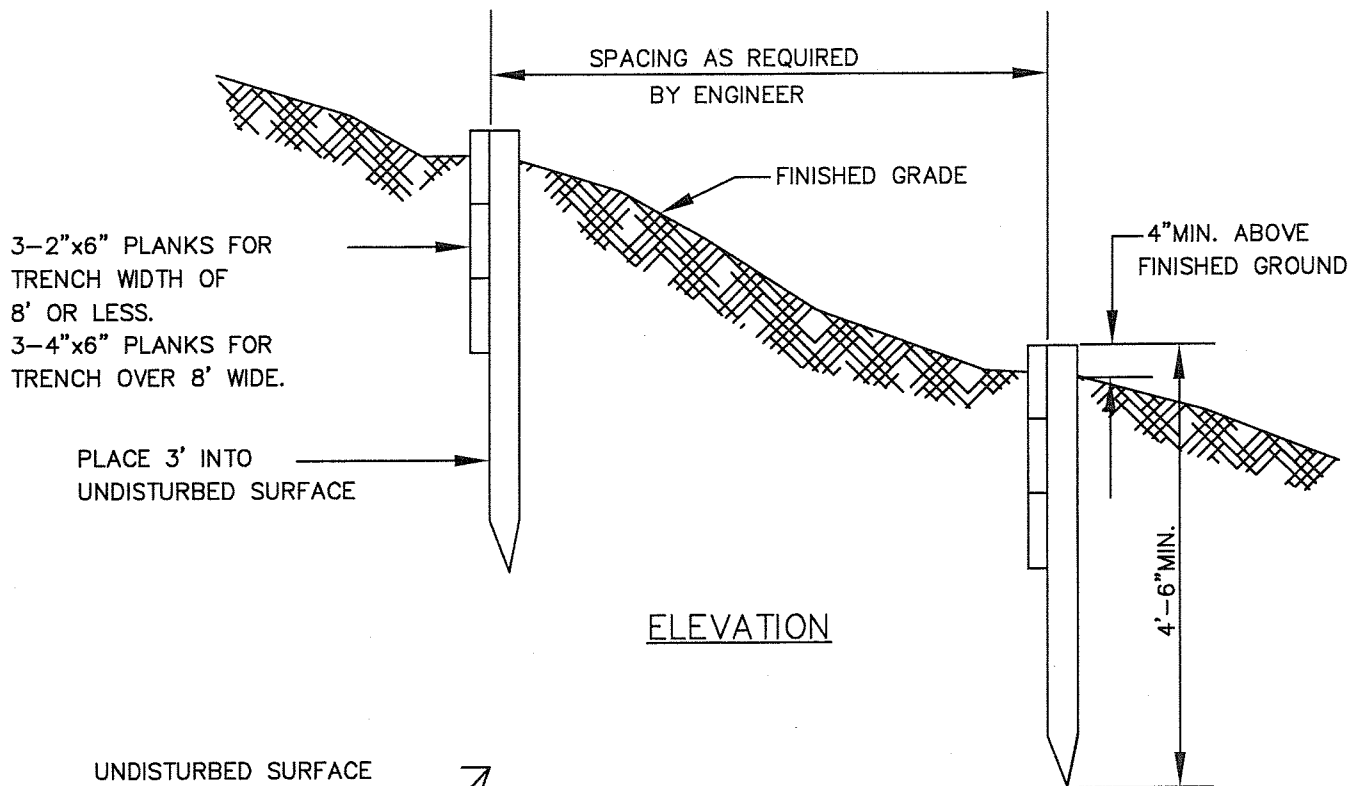 SPACING AS REQUIRED
BY ENGINEER
FINISHED GRADE
4"MIN. ABOVE
FINISHED GROUND
3-2"x6" PLANKS FOR
TRENCH WIDTH OF
8' OR LESS.
3-4"x6" PLANKS FOR
TRENCH OVER 8' WIDE.
PLACE 3' INTO
UNDISTURBED SURFACE
4'-6"MIN.
ELEVATION
UNDISTURBED SURFACE